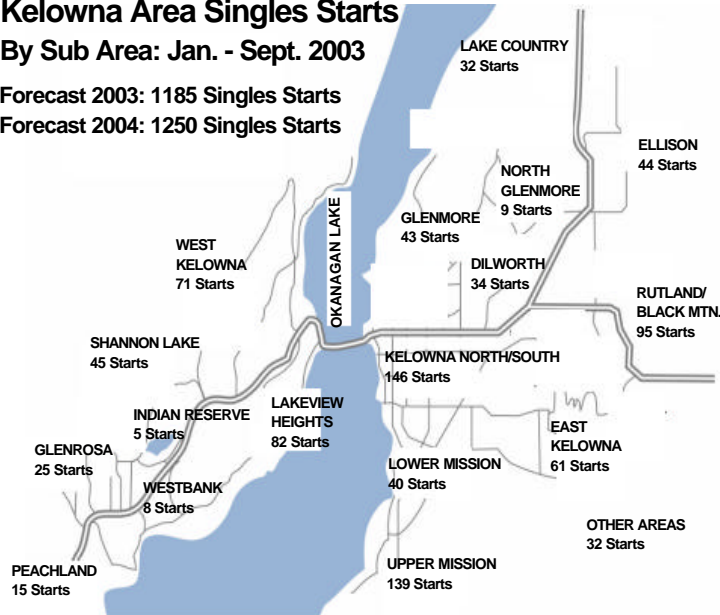 Kelowna Area Singles Starts
By Sub Area: Jan. - Sept. 2003
Forecast 2003: 1185 Singles Starts
Forecast 2004: 1250 Singles Starts
LAKE COUNTRY
32 Starts
ELLISON
44 Starts
NORTH
GLENMORE
9 Starts
GLENMORE
43 Starts
OKANAGAN LAKE
WEST
KELOWNA
71 Starts
DILWORTH
34 Starts
RUTLAND/
BLACK MTN.
95 Starts
SHANNON LAKE
45 Starts
KELOWNA NORTH/SOUTH
146 Starts
INDIAN RESERVE
5 Starts
LAKEVIEW
HEIGHTS
82 Starts
EAST
KELOWNA
61 Starts
GLENROSA
25 Starts
LOWER MISSION
40 Starts
WESTBANK
8 Starts
OTHER AREAS
32 Starts
PEACHLAND
15 Starts
UPPER MISSION
139 Starts